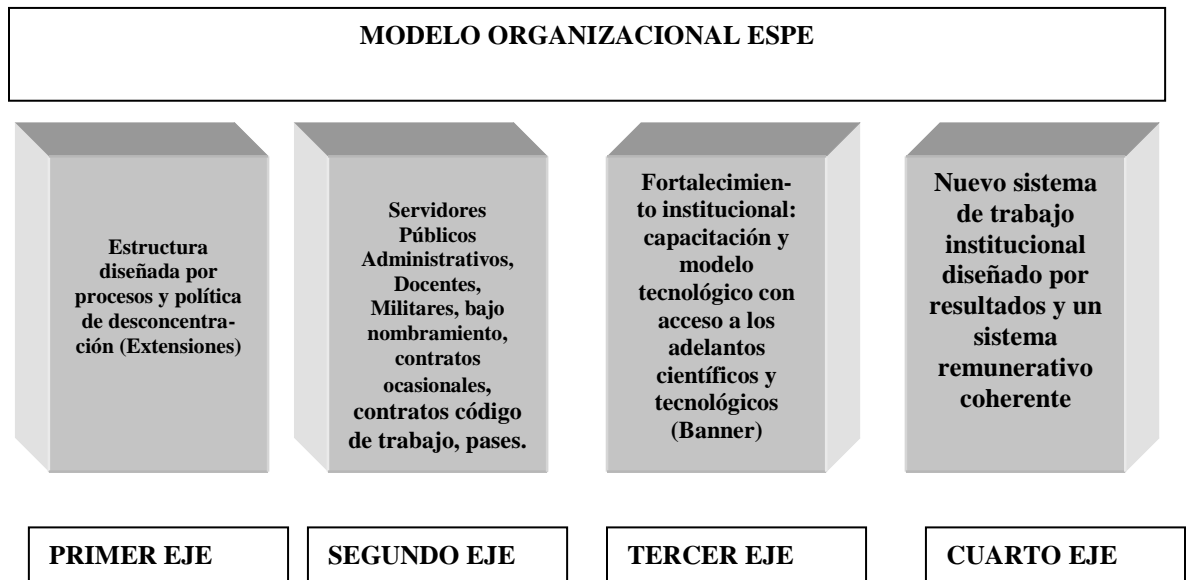 MODELO ORGANIZACIONAL ESPE
Estructura
diseñada por
procesos y política
de desconcentra-
ción (Extensiones)
Servidores
Públicos
Administrativos,
Docentes,
Militares, bajo
nombramiento,
contratos
ocasionales,
contratos código
de trabajo, pases.
Fortalecimien-
to institucional:
capacitación y
modelo
tecnológico con
acceso a los
adelantos
científicos y
tecnológicos
(Banner)
Nuevo sistema
de trabajo
institucional
diseñado por
resultados y un
sistema
remunerativo
coherente
PRIMER EJE
SEGUNDO EJE
TERCER EJE
CUARTO EJE